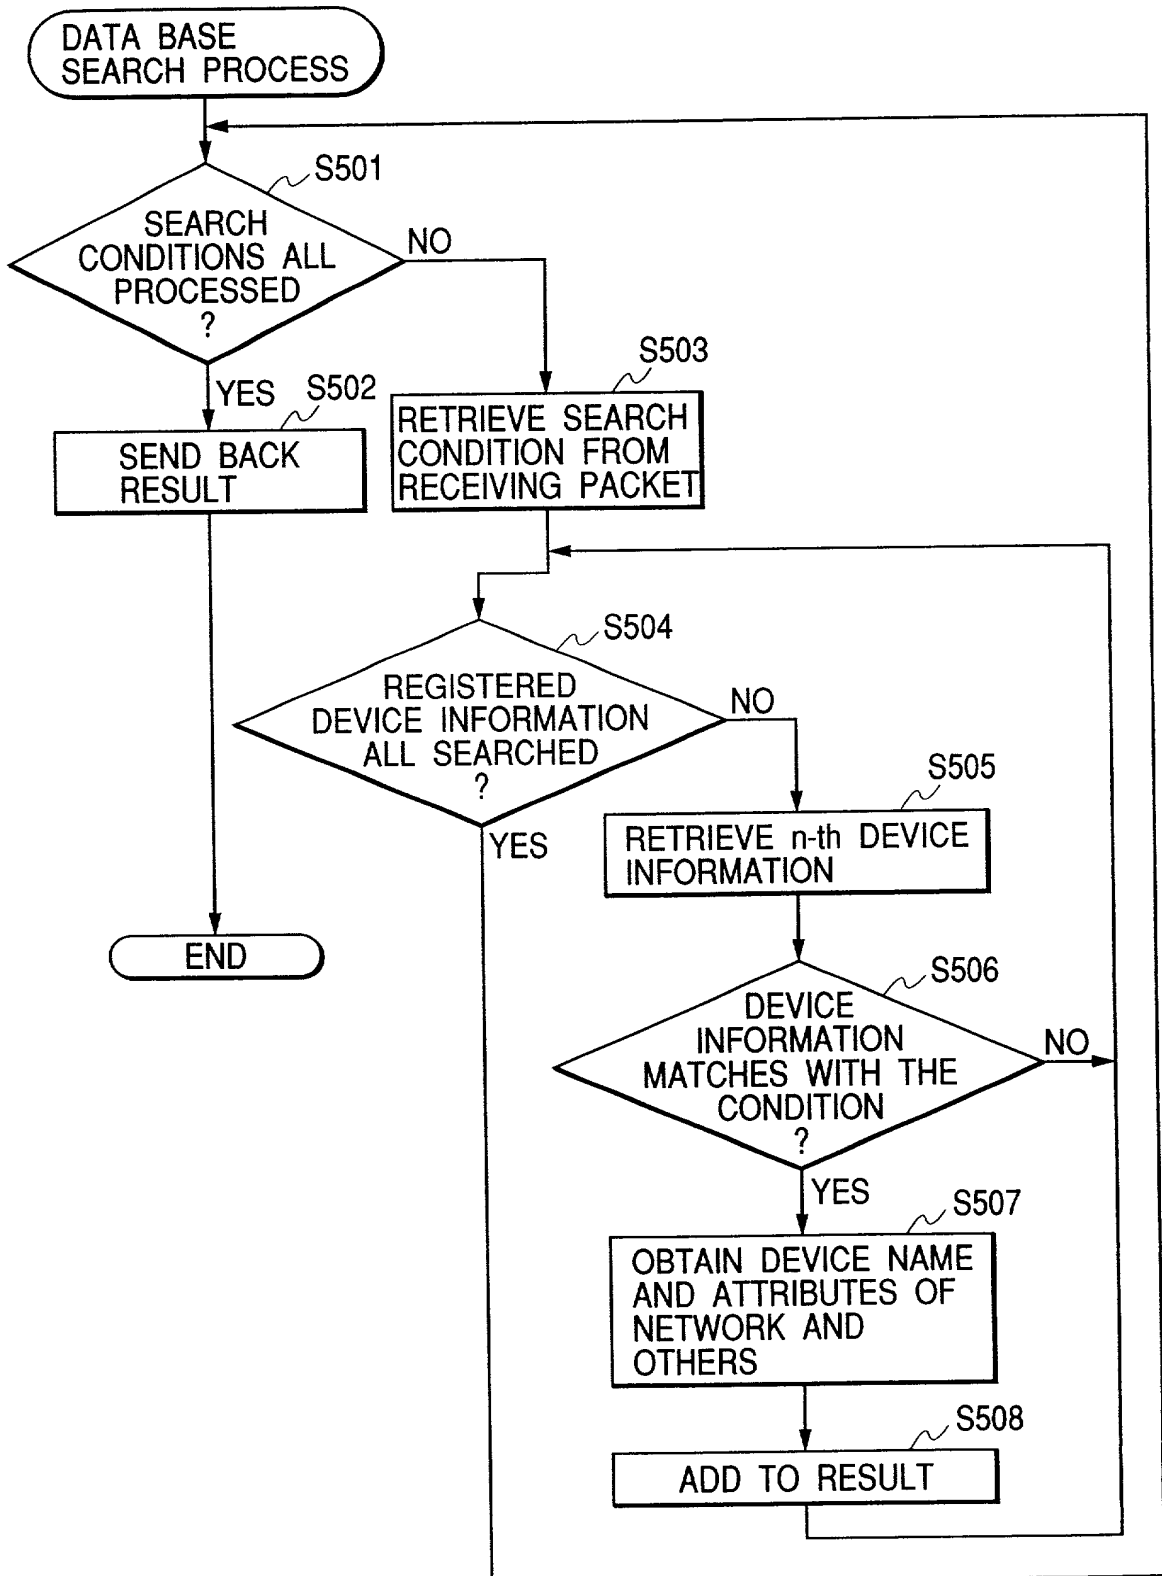 DATA BASE
SEARCH PROCESS
S501
SEARCH
CONDITIONS ALL
PROCESSED
?
NO
YES
S502
SEND BACK
RESULT
S503
RETRIEVE SEARCH
CONDITION FROM
RECEIVING PACKET
S504
REGISTERED
DEVICE INFORMATION
ALL SEARCHED
?
NO
YES
S505
RETRIEVE n-th DEVICE
INFORMATION
END
S506
DEVICE
INFORMATION
MATCHES WITH THE
CONDITION
?
NO
YES
S507
OBTAIN DEVICE NAME
AND ATTRIBUTES OF
NETWORK AND
OTHERS
S508
ADD TO RESULT